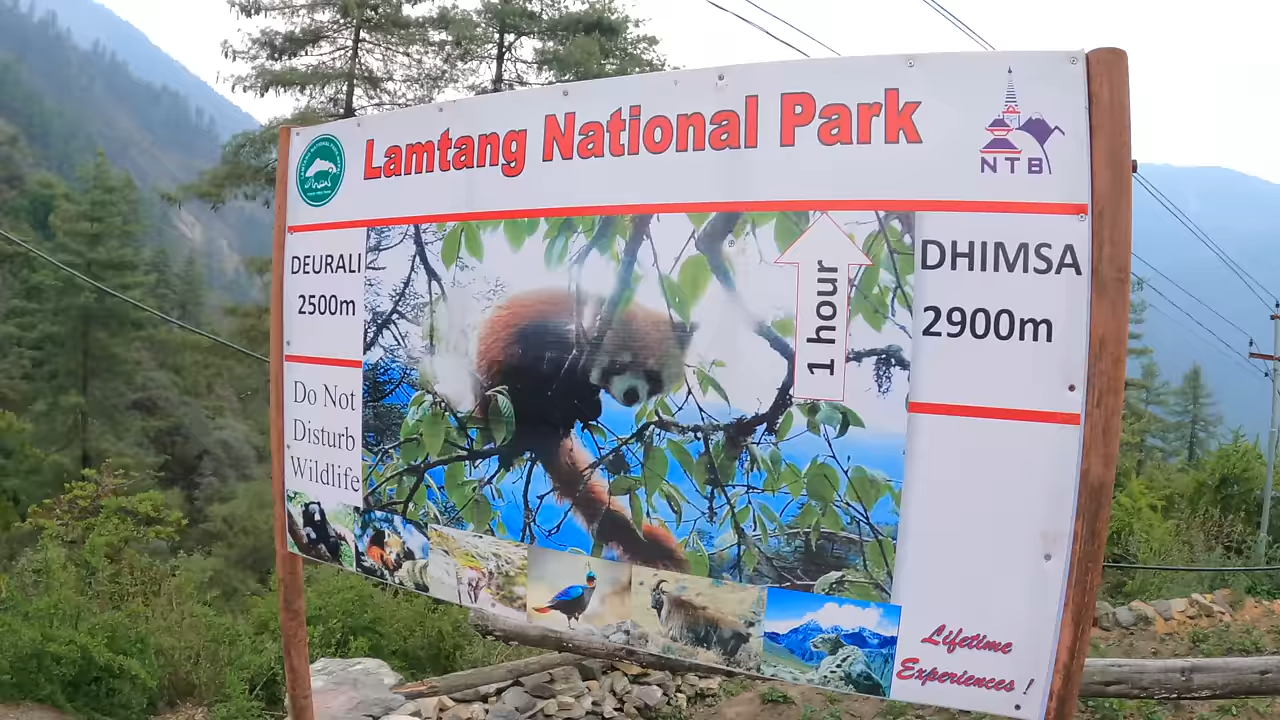 Lamtang National Park
NTB
DEURALI
2500m
Do Not
Disturb
Wildlife
1 hour
DHIMSA
2900m
Lifetime
Experiences !